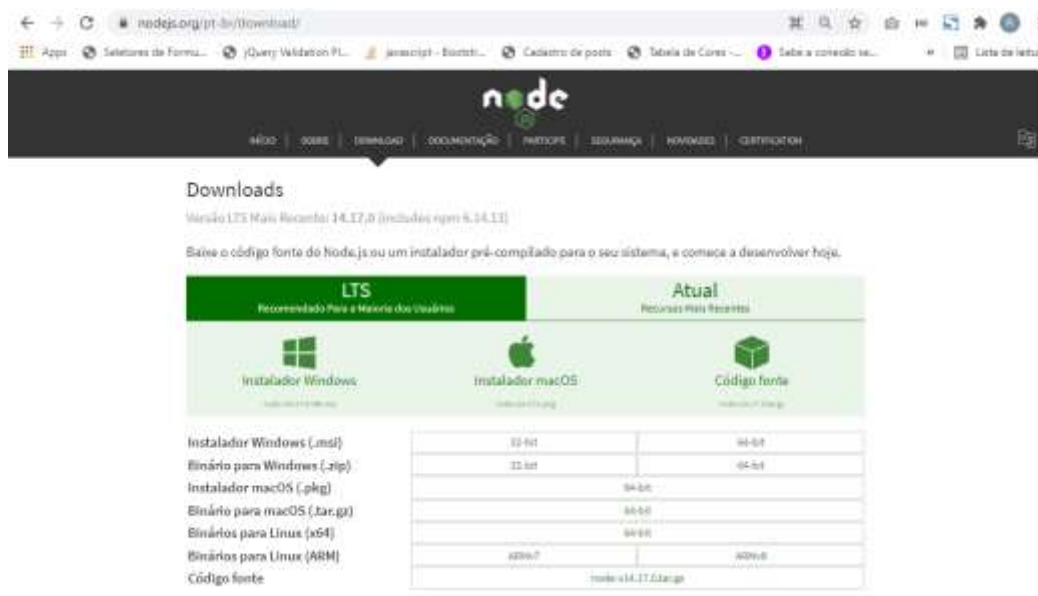 nodejs.org/pt-br/download/
Apps Seletores de Formu... jQuery Validation Pl... javascript - Bootstr... Cadastro de posts Tabela de Cores -... Sabe a conexão se... » Lista de leitu
node
INÍCIO | SOBRE | DOWNLOAD | DOCUMENTAÇÃO | PARTICIPE | SEGURANÇA | NOVIDADES | CERTIFICATION
Downloads
Versão LTS Mais Recente: 14.17.0 (includes npm 6.14.13)
Baixe o código fonte do Node.js ou um instalador pré-compilado para o seu sistema, e comece a desenvolver hoje.
LTS Atual
Recomendado Para a Maioria dos Usuários Recursos Mais Recentes
Instalador Windows Instalador macOS Código fonte
Instalador Windows (.msi) 32-bit 64-bit
Binário para Windows (.zip) 32-bit 64-bit
Instalador macOS (.pkg) 64-bit
Binário para macOS (.tar.gz) 64-bit
Binários para Linux (x64) 64-bit
Binários para Linux (ARM) ARMv7 ARMv8
Código fonte node-v14.17.0.tar.gz